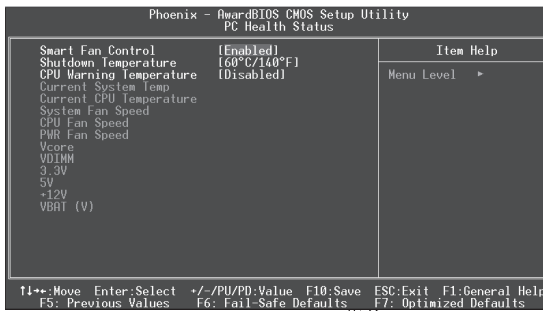 Phoenix - AwardBIOS CMOS Setup Utility
PC Health Status
Smart Fan Control [Enabled]
Shutdown Temperature [60°C/140°F]
CPU Warning Temperature [Disabled]
Current System Temp
Current CPU Temperature
System Fan Speed
CPU Fan Speed
PWR Fan Speed
Vcore
VDIMM
3.3V
5V
+12V
VBAT (V)
Item Help
Menu Level ►
↑↓→←:Move Enter:Select +/-/PU/PD:Value F10:Save ESC:Exit F1:General Help
F5: Previous Values F6: Fail-Safe Defaults F7: Optimized Defaults